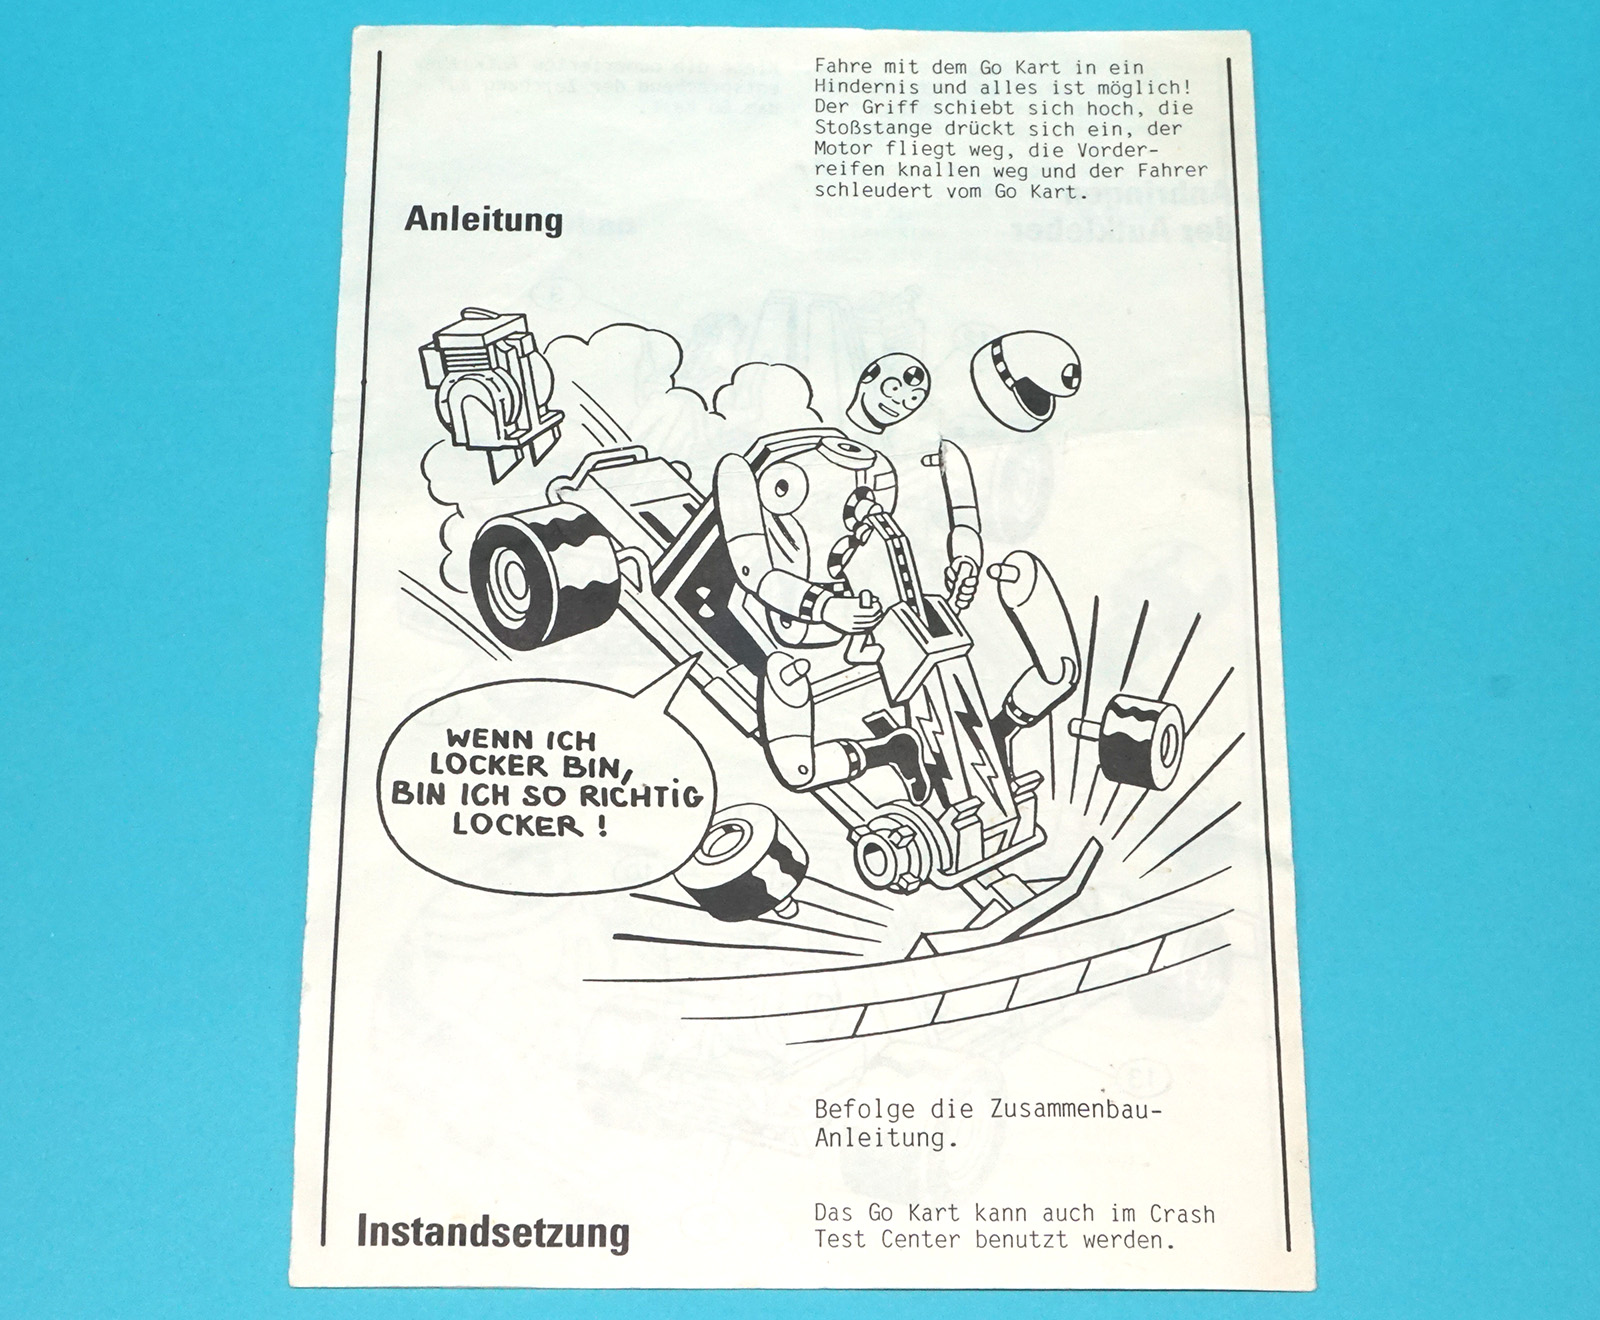 Fahre mit dem Go Kart in ein
Hindernis und alles ist möglich!
Der Griff schiebt sich hoch, die
Stoßstange drückt sich ein, der
Motor fliegt weg, die Vorder-
reifen knallen weg und der Fahrer
schleudert vom Go Kart.
Anleitung
WENN ICH
LOCKER BIN,
BIN ICH SO RICHTIG
LOCKER !
Befolge die Zusammenbau-
Anleitung.
Instandsetzung
Das Go Kart kann auch im Crash
Test Center benutzt werden.